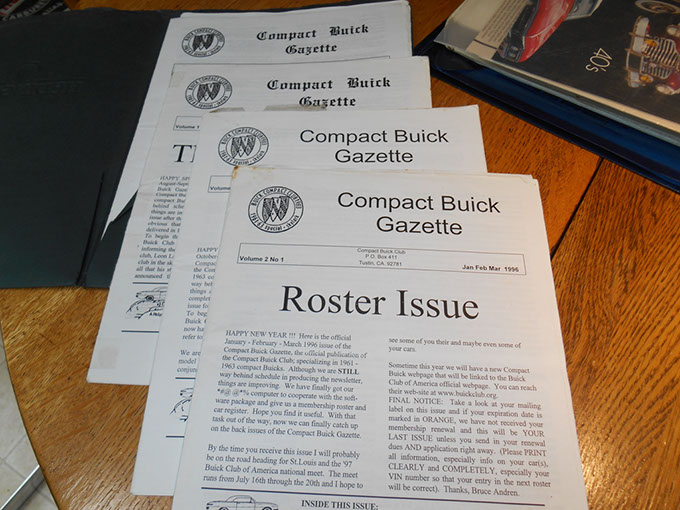 Compact Buick
Gazette
Compact Buick
Gazette
Volume 1
Compact Buick
Gazette
Volume
HAPPY
Compact Buick
Gazette
Compact Buick Club
P.O. Box 411
Tustin, CA. 92781
Volume 2 No 1
Jan Feb Mar 1996
Roster Issue
HAPPY NEW YEAR !!! Here is the official
January - February - March 1996 issue of the
Compact Buick Gazette, the official publication of
the Compact Buick Club, specializing in 1961 -
1963 compact Buicks. Although we are STILL
way behind schedule in producing the newsletter,
things are improving. We have finally got our
*#@ @*% computer to cooperate with the soft-
ware package and give us a membership roster and
car register. Hope you find it useful. With that
task out of the way, now we can finally catch up
on the back issues of the Compact Buick Gazette.
By the time you receive this issue I will probably
be on the road heading for St.Louis and the '97
Buick Club of America national meet. The meet
runs from July 16th through the 20th and I hope to
see some of you their and maybe even some of
your cars.
Sometime this year we will have a new Compact
Buick webpage that will be linked to the Buick
Club of America official webpage. You can reach
their web-site at www.buickclub.org.
FINAL NOTICE: Take a look at your mailing
label on this issue and if your expiration date is
marked in ORANGE, we have not received your
membership renewal and this will be YOUR
LAST ISSUE unless you send in your renewal
dues AND application right away. (Please PRINT
all information, especially info on your car(s),
CLEARLY and COMPLETELY, especially your
VIN number so that your entry in the next roster
will be correct). Thanks, Bruce Andren.
INSIDE THIS ISSUE:
40's